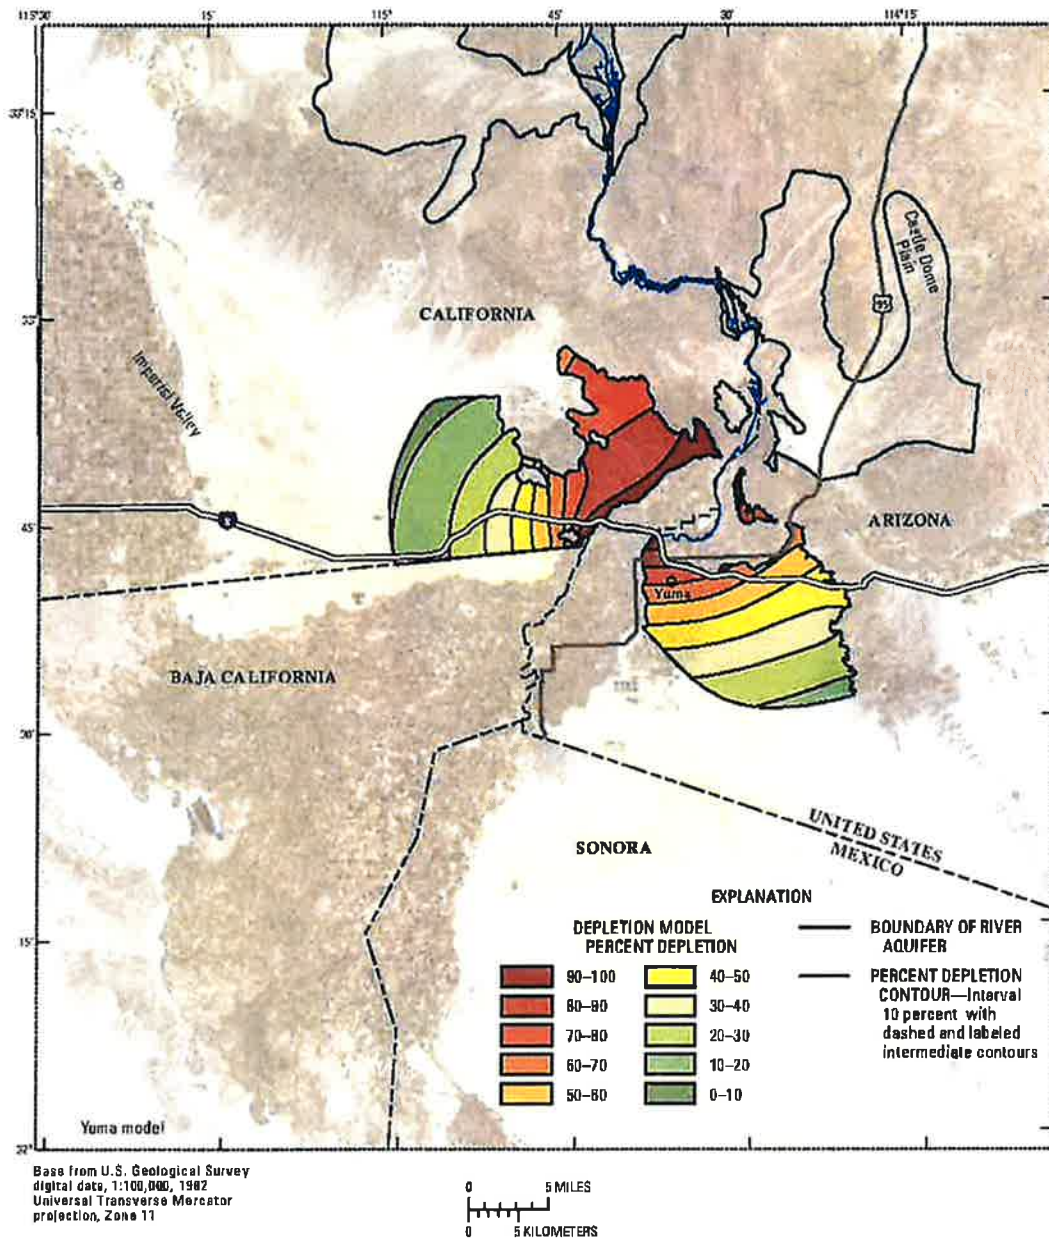 115°30'
15'
115°
45'
30'
114°15'
33°15'
CALIFORNIA
Castle Dome
Plain
95
33°
Imperial Valley
8
45'
ARIZONA
Yuma
BAJA CALIFORNIA
30'
UNITED STATES
MEXICO
SONORA
EXPLANATION
DEPLETION MODEL
PERCENT DEPLETION
90–100
80–90
70–80
60–70
50–60
40–50
30–40
20–30
10–20
0–10
BOUNDARY OF RIVER
AQUIFER
PERCENT DEPLETION
CONTOUR—Interval
10 percent with
dashed and labeled
intermediate contours
15'
Yuma model
32°
Base from U.S. Geological Survey
digital data, 1:100,000, 1982
Universal Transverse Mercator
projection, Zone 11
0 5 MILES
0 5 KILOMETERS